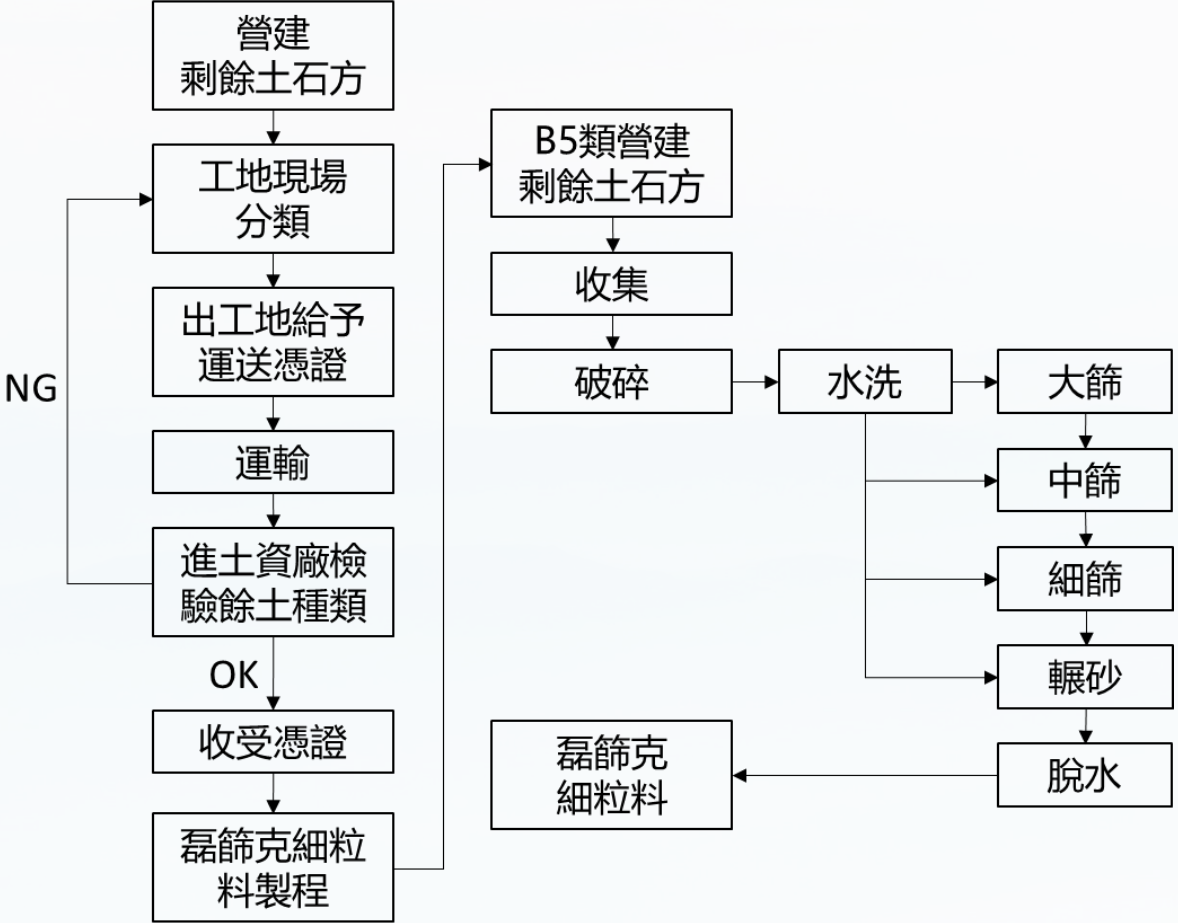 營建
剩餘土石方
工地現場
分類
出工地給予
運送憑證
NG
運輸
進土資廠檢
驗餘土種類
OK
收受憑證
磊篩克細粒
料製程
B5類營建
剩餘土石方
收集
破碎
水洗
大篩
中篩
細篩
輾砂
脫水
磊篩克
細粒料